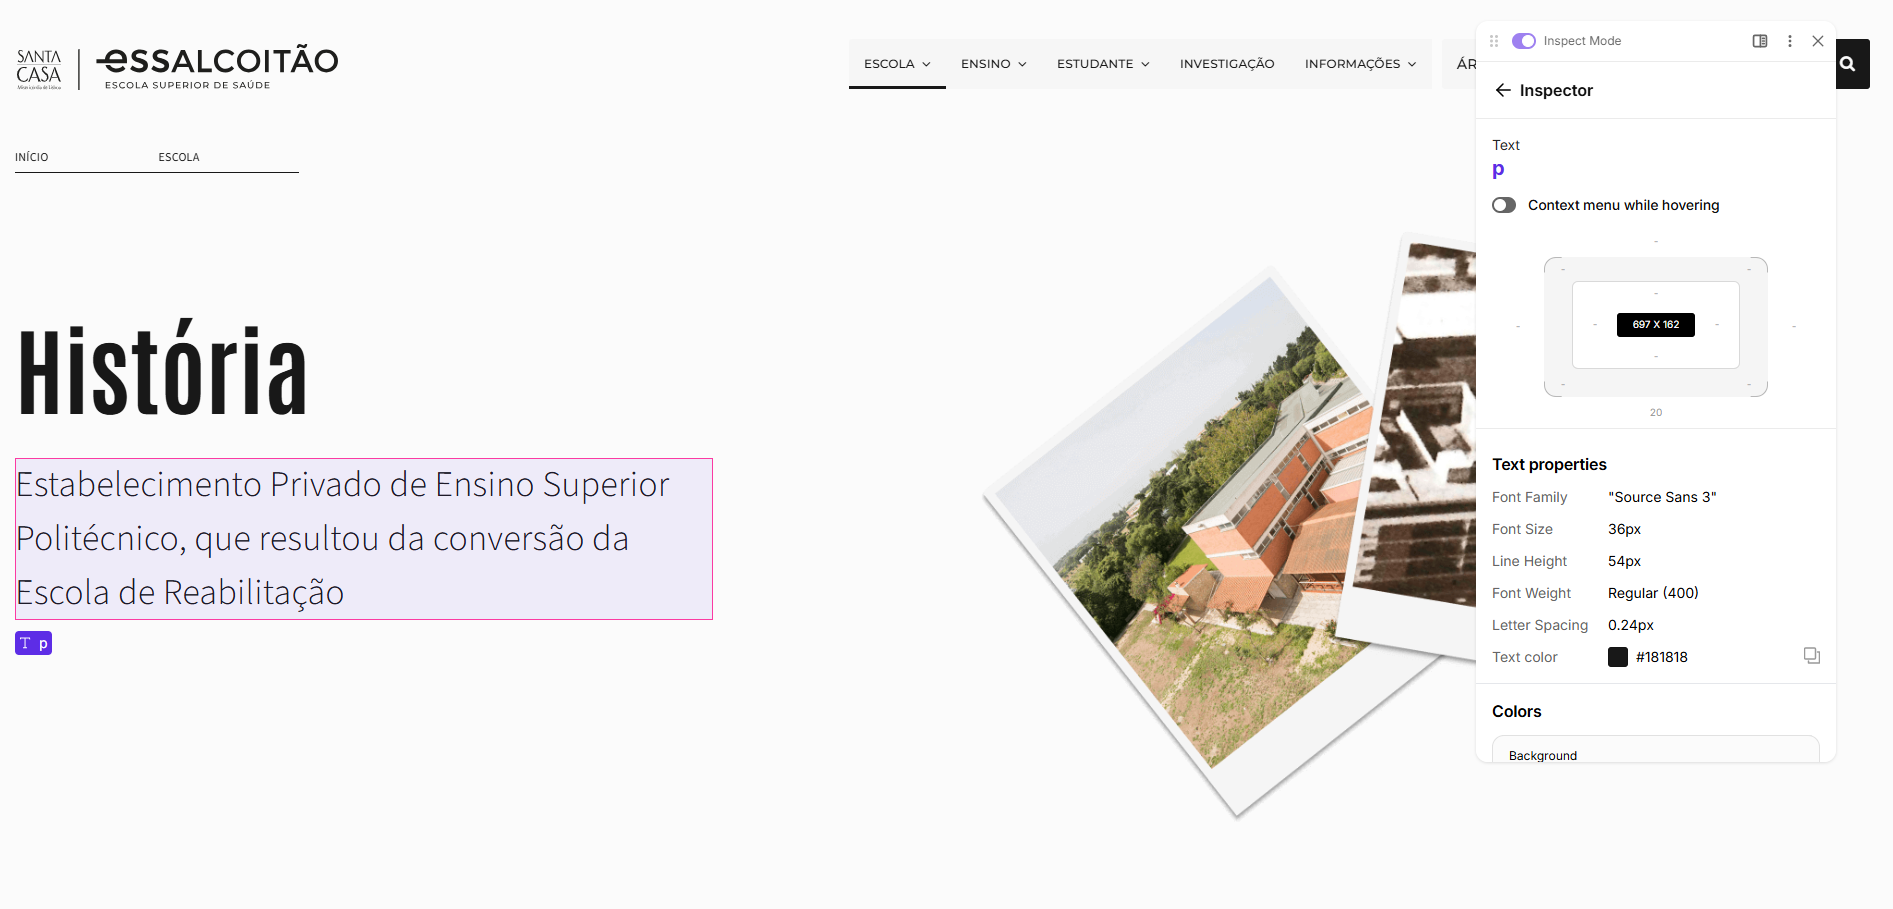 SANTA
CASA
Misericórdia de Lisboa
ESSALCOITÃO
ESCOLA SUPERIOR DE SAÚDE
ESCOLA
ENSINO
ESTUDANTE
INVESTIGAÇÃO
INFORMAÇÕES
ÁR
INÍCIO
ESCOLA
História
Estabelecimento Privado de Ensino Superior
Politécnico, que resultou da conversão da
Escola de Reabilitação
T p
Inspect Mode
Inspector
Text
p
Context menu while hovering
-
- -
-
- 697 X 162 -
- -
-
- -
20
Text properties
Font Family "Source Sans 3"
Font Size 36px
Line Height 54px
Font Weight Regular (400)
Letter Spacing 0.24px
Text color #181818
Colors
Background